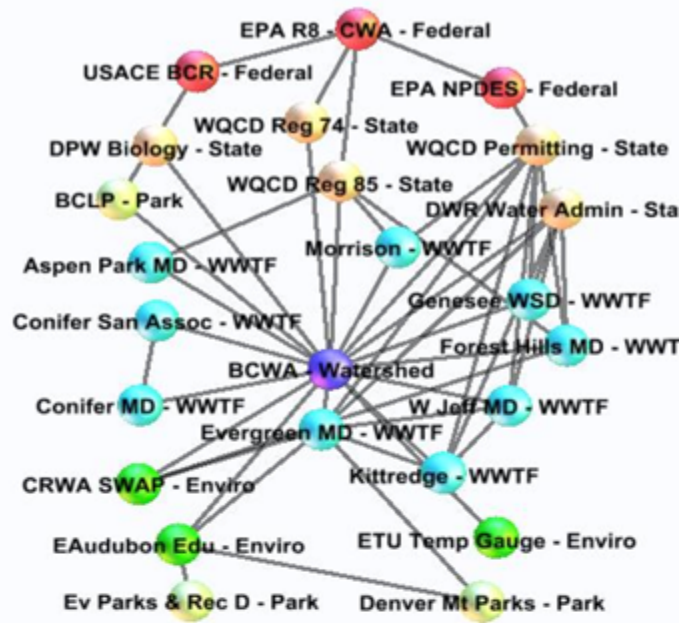 EPA R8 - CWA - Federal
USACE BCR - Federal
EPA NPDES - Federal
WQCD Reg 74 - State
DPW Biology - State
WQCD Permitting - State
WQCD Reg 85 - State
BCLP - Park
DWR Water Admin - Sta
Morrison - WWTF
Aspen Park MD - WWTF
Genesee WSD - WWTF
Conifer San Assoc - WWTF
Forest Hills MD - WWT
BCWA - Watershed
Conifer MD - WWTF
W Jeff MD - WWTF
Evergreen MD - WWTF
Kittredge - WWTF
CRWA SWAP - Enviro
ETU Temp Gauge - Enviro
EAudubon Edu - Enviro
Ev Parks & Rec D - Park
Denver Mt Parks - Park